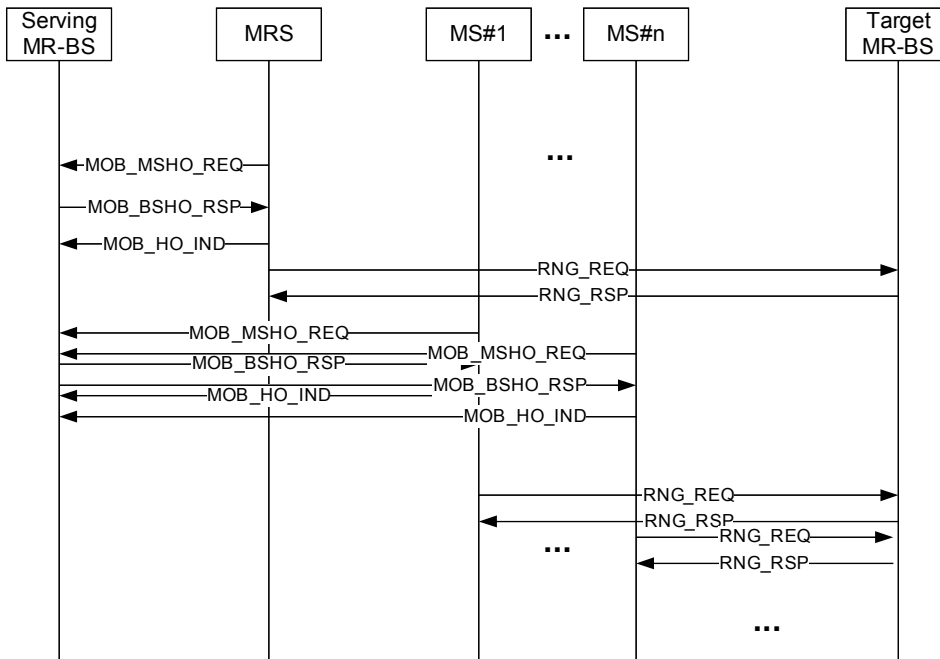 Serving
MR-BS
MRS
MS#1
...
MS#n
Target
MR-BS
...
MOB_MSHO_REQ
MOB_BSHO_RSP
MOB_HO_IND
RNG_REQ
RNG_RSP
MOB_MSHO_REQ
MOB_MSHO_REQ
MOB_BSHO_RSP
MOB_BSHO_RSP
MOB_HO_IND
MOB_HO_IND
RNG_REQ
RNG_RSP
RNG_REQ
...
RNG_RSP
...